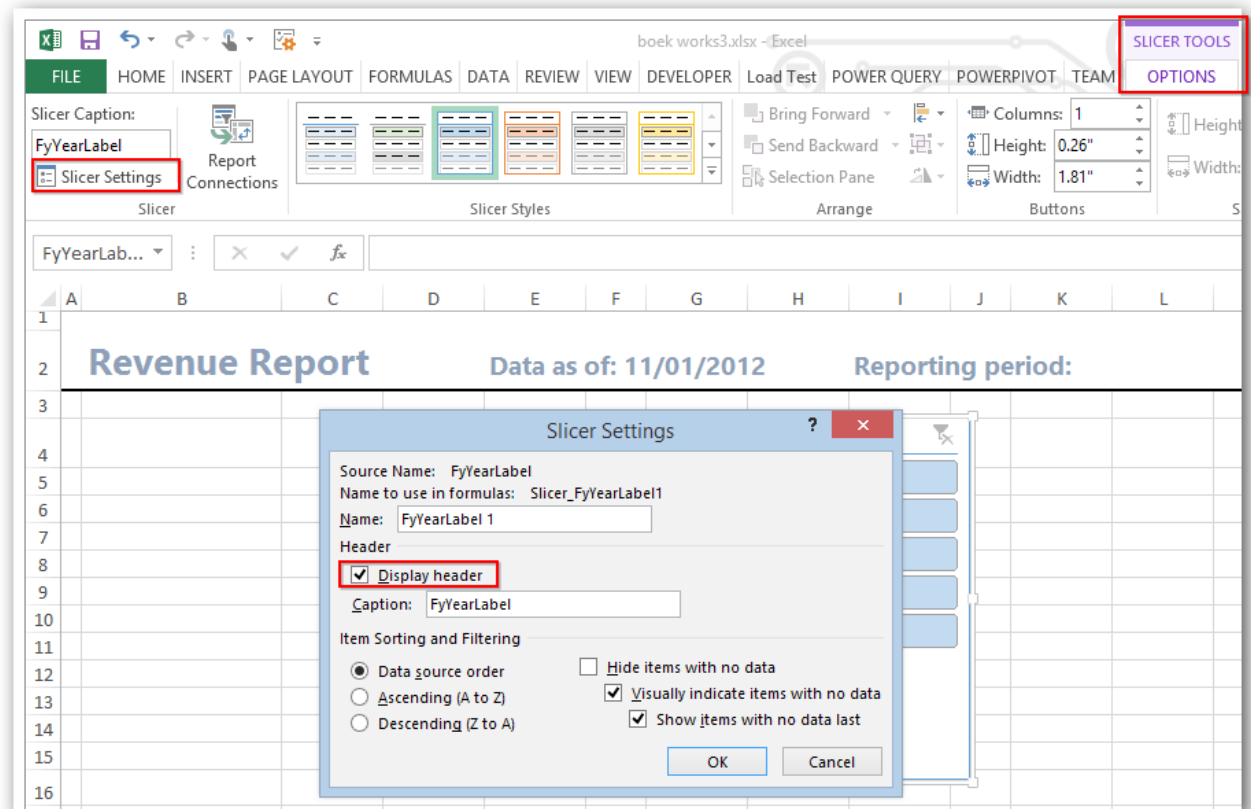 boek works3.xlsx - Excel
SLICER TOOLS
FILE HOME INSERT PAGE LAYOUT FORMULAS DATA REVIEW VIEW DEVELOPER Load Test POWER QUERY POWERPIVOT TEAM OPTIONS
Slicer Caption:
FyYearLabel
Slicer Settings
Report
Connections
Slicer
Slicer Styles
Bring Forward
Send Backward
Selection Pane
Arrange
Columns: 1
Height: 0.26"
Width: 1.81"
Buttons
Height
Width:
S
FyYearLab... fx
A B C D E F G H I J K L
1
2 Revenue Report Data as of: 11/01/2012 Reporting period:
3
4
5
6
7
8
9
10
11
12
13
14
15
16
Slicer Settings ?
Source Name: FyYearLabel
Name to use in formulas: Slicer_FyYearLabel1
Name: FyYearLabel 1
Header
Display header
Caption: FyYearLabel
Item Sorting and Filtering
Data source order
Ascending (A to Z)
Descending (Z to A)
Hide items with no data
Visually indicate items with no data
Show items with no data last
OK Cancel